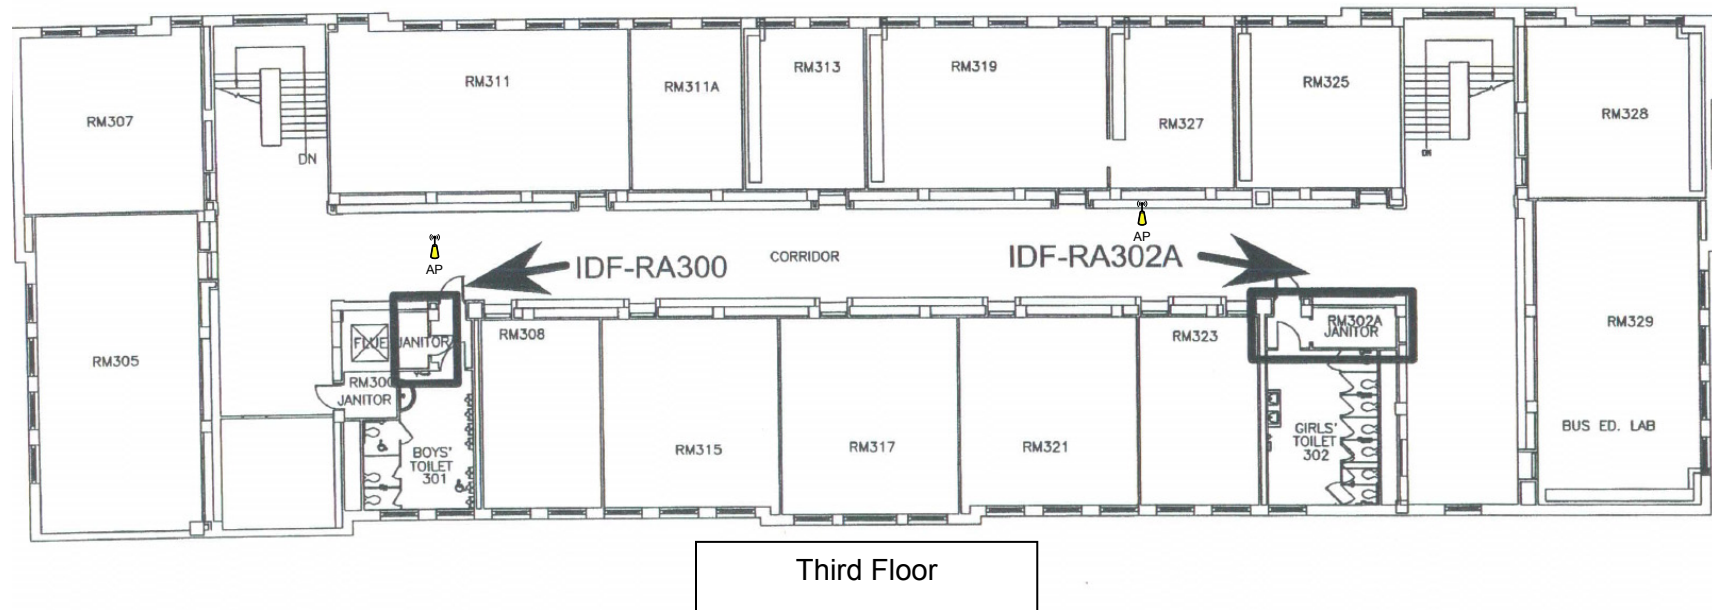 RM307
RM311
RM311A
RM313
RM319
RM327
RM325
RM328
DN
DN
AP
AP
IDF-RA300
CORRIDOR
IDF-RA302A
RM305
FLUE
JANITOR
RM300
JANITOR
BOYS'
TOILET
301
RM308
RM315
RM317
RM321
RM323
RM302A
JANITOR
GIRLS'
TOILET
302
RM329
BUS ED. LAB
Third Floor